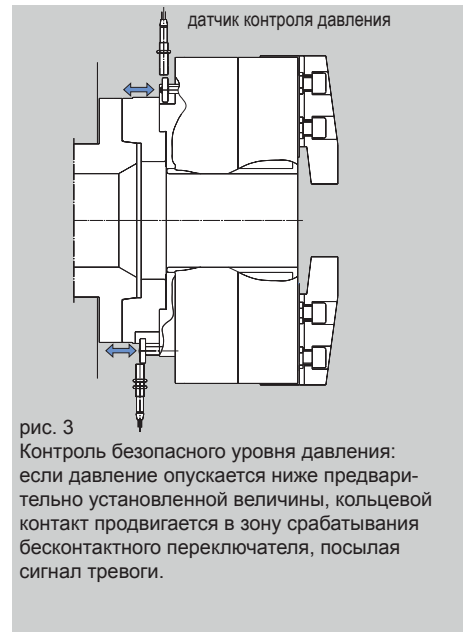 датчик контроля давления
рис. 3
Контроль безопасного уровня давления:
если давление опускается ниже предвари-
тельно установленной величины, кольцевой
контакт продвигается в зону срабатывания
бесконтактного переключателя, посылая
сигнал тревоги.